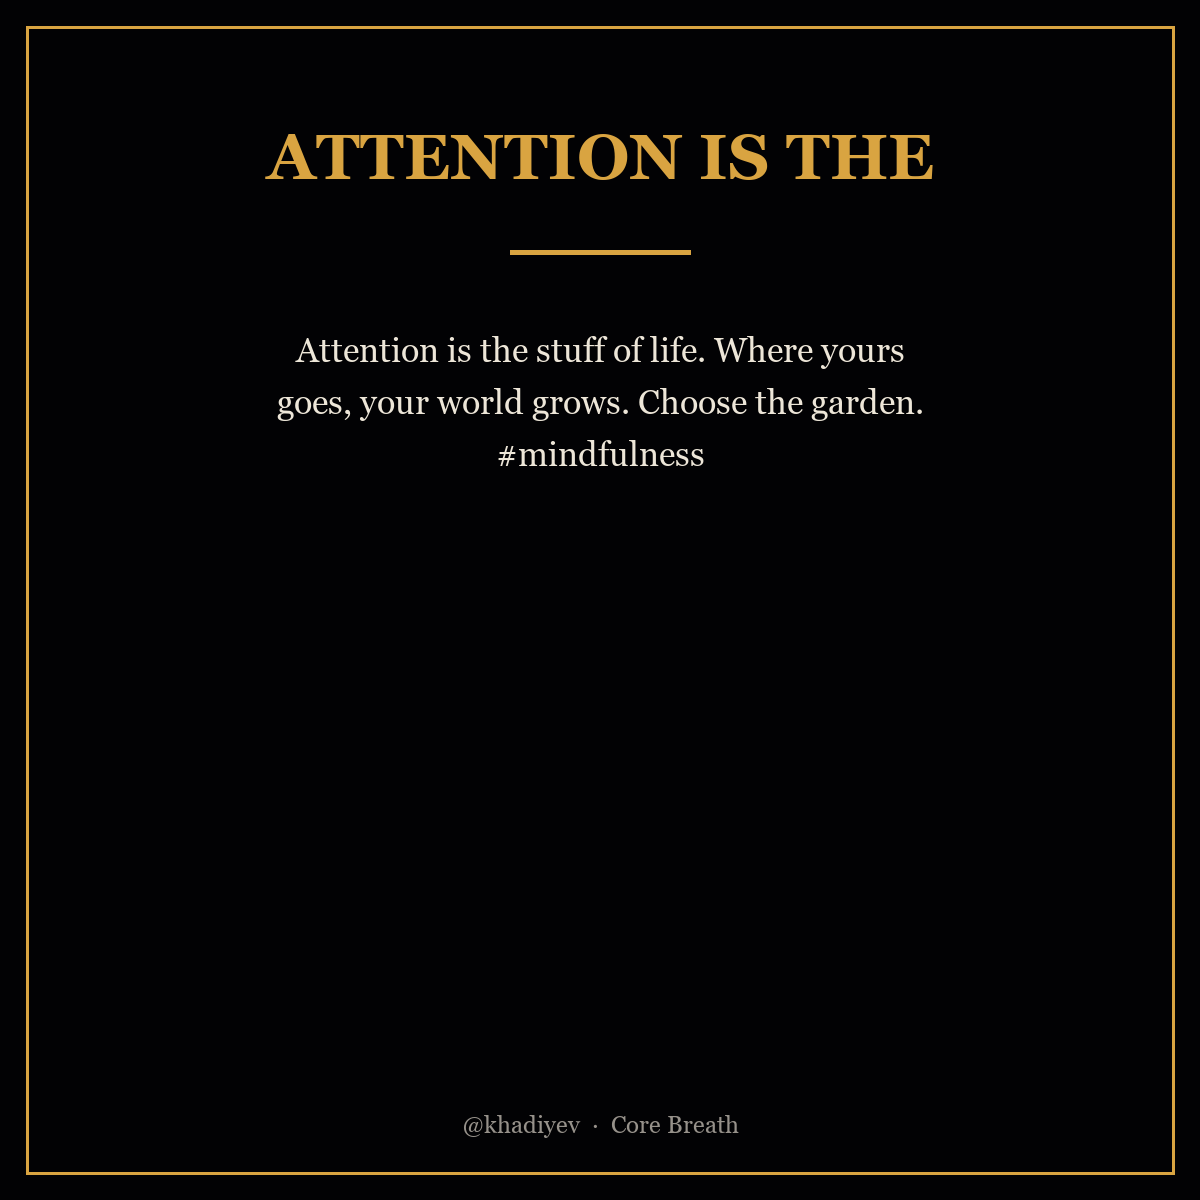 ATTENTION IS THE
Attention is the stuff of life. Where yours
goes, your world grows. Choose the garden.
#mindfulness
@khadiyev · Core Breath